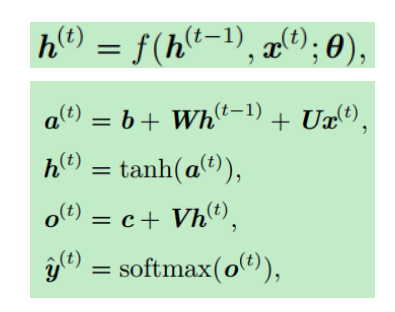 h^(t) = f(h^(t−1), x^(t); θ),
a^(t) = b + Wh^(t−1) + Ux^(t),
h^(t) = tanh(a^(t)),
o^(t) = c + Vh^(t),
ŷ^(t) = softmax(o^(t)),